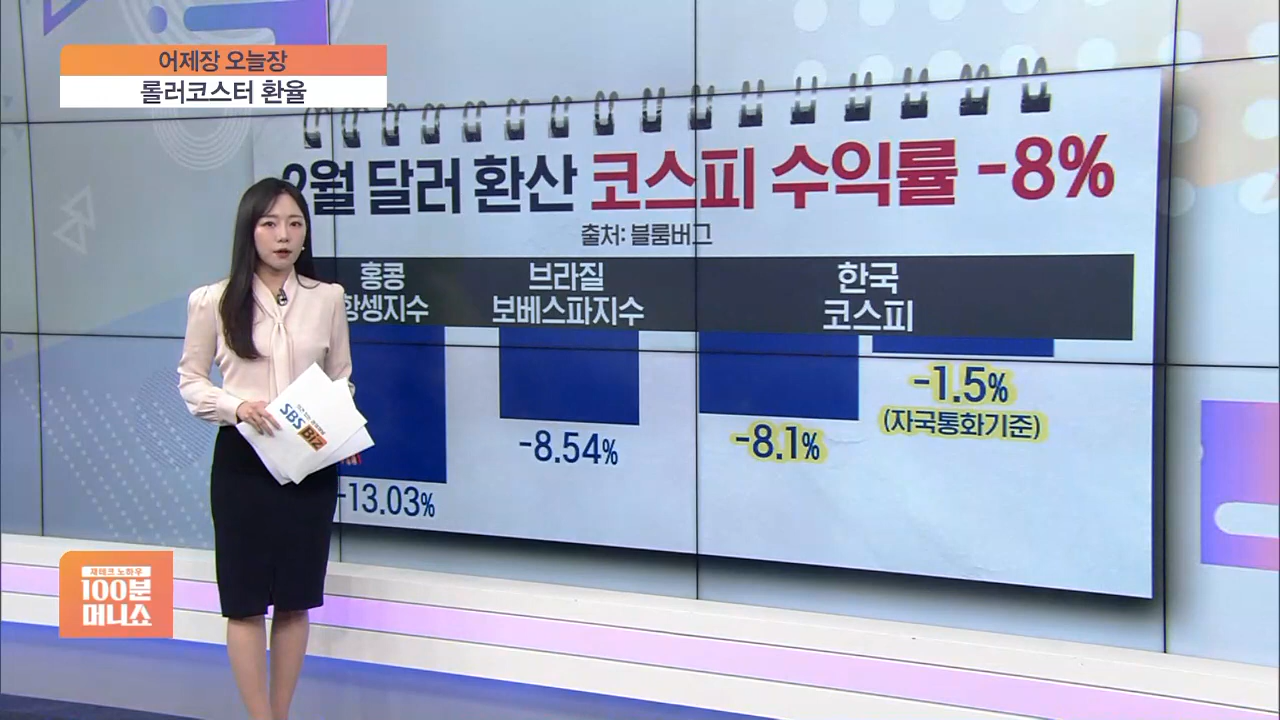 어제장 오늘장
롤러코스터 환율
달러 환산 코스피 수익률 -8%
출처: 블룸버그
홍콩
항셍지수
브라질
보베스파지수
한국
코스피
-13.03%
-8.54%
-8.1%
-1.5%
(자국통화기준)
SBS Biz
재테크 노하우
100분
머니쇼